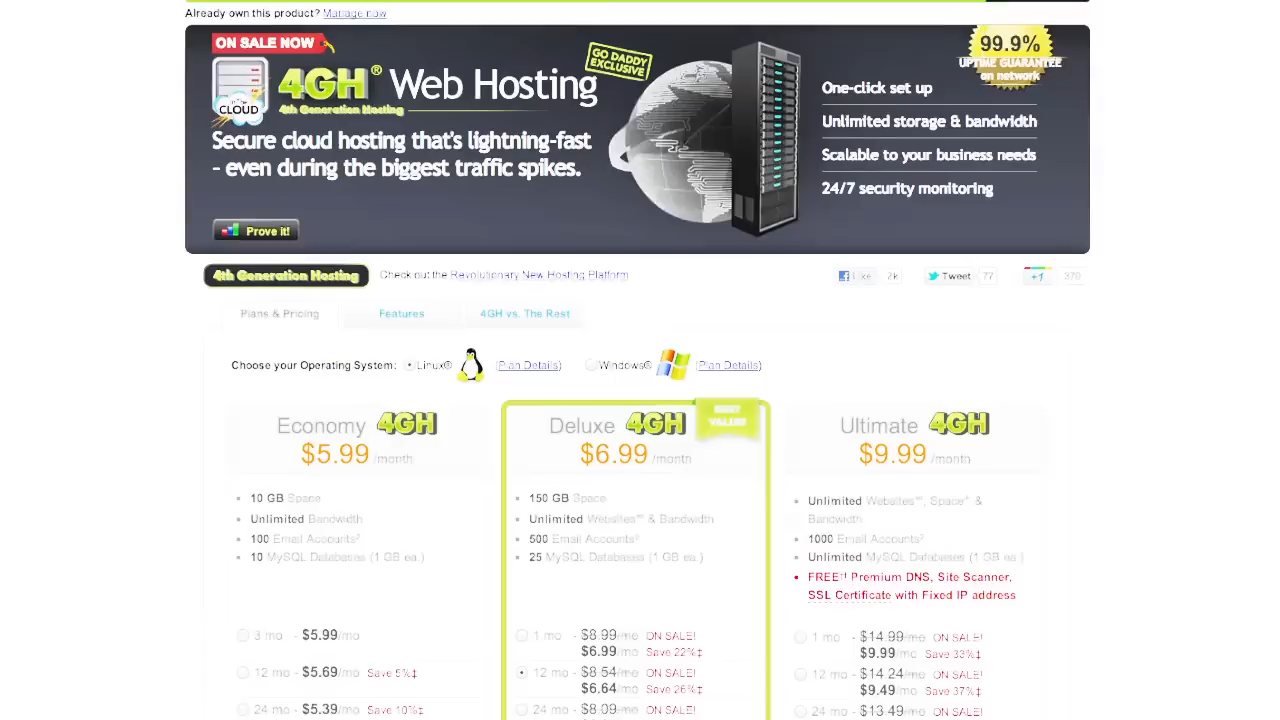 Already own this product? Manage now
ON SALE NOW
IN THE CLOUD
4GH® Web Hosting
4th Generation Hosting
GO DADDY EXCLUSIVE
Secure cloud hosting that's lightning-fast
- even during the biggest traffic spikes.
Prove it!
99.9%
UPTIME GUARANTEE
on network
One-click set up
Unlimited storage & bandwidth
Scalable to your business needs
24/7 security monitoring
4th Generation Hosting
Check out the Revolutionary New Hosting Platform
Like 2k
Tweet 77
+1 379
Plans & Pricing
Features
4GH vs. The Rest
Choose your Operating System: Linux® (Plan Details) Windows® (Plan Details)
Economy 4GH
$5.99 /month
10 GB Space
Unlimited Bandwidth
100 Email Accounts²
10 MySQL Databases (1 GB ea.)
3 mo - $5.99/mo
12 mo - $5.69/mo Save 5%‡
24 mo - $5.39/mo Save 10%‡
Deluxe 4GH
BEST VALUE
$6.99 /month
150 GB Space
Unlimited Websites** & Bandwidth
500 Email Accounts²
25 MySQL Databases (1 GB ea.)
1 mo - $8.99/mo ON SALE!
$6.99/mo Save 22%‡
12 mo - $8.54/mo ON SALE!
$6.64/mo Save 26%‡
24 mo - $8.09/mo ON SALE!
Ultimate 4GH
$9.99 /month
Unlimited Websites**, Space+ &
Bandwidth
1000 Email Accounts²
Unlimited MySQL Databases (1 GB ea.)
FREE†† Premium DNS, Site Scanner,
SSL Certificate with Fixed IP address
1 mo - $14.99/mo ON SALE!
$9.99/mo Save 33%‡
12 mo - $14.24/mo ON SALE!
$9.49/mo Save 37%‡
24 mo - $13.49/mo ON SALE!